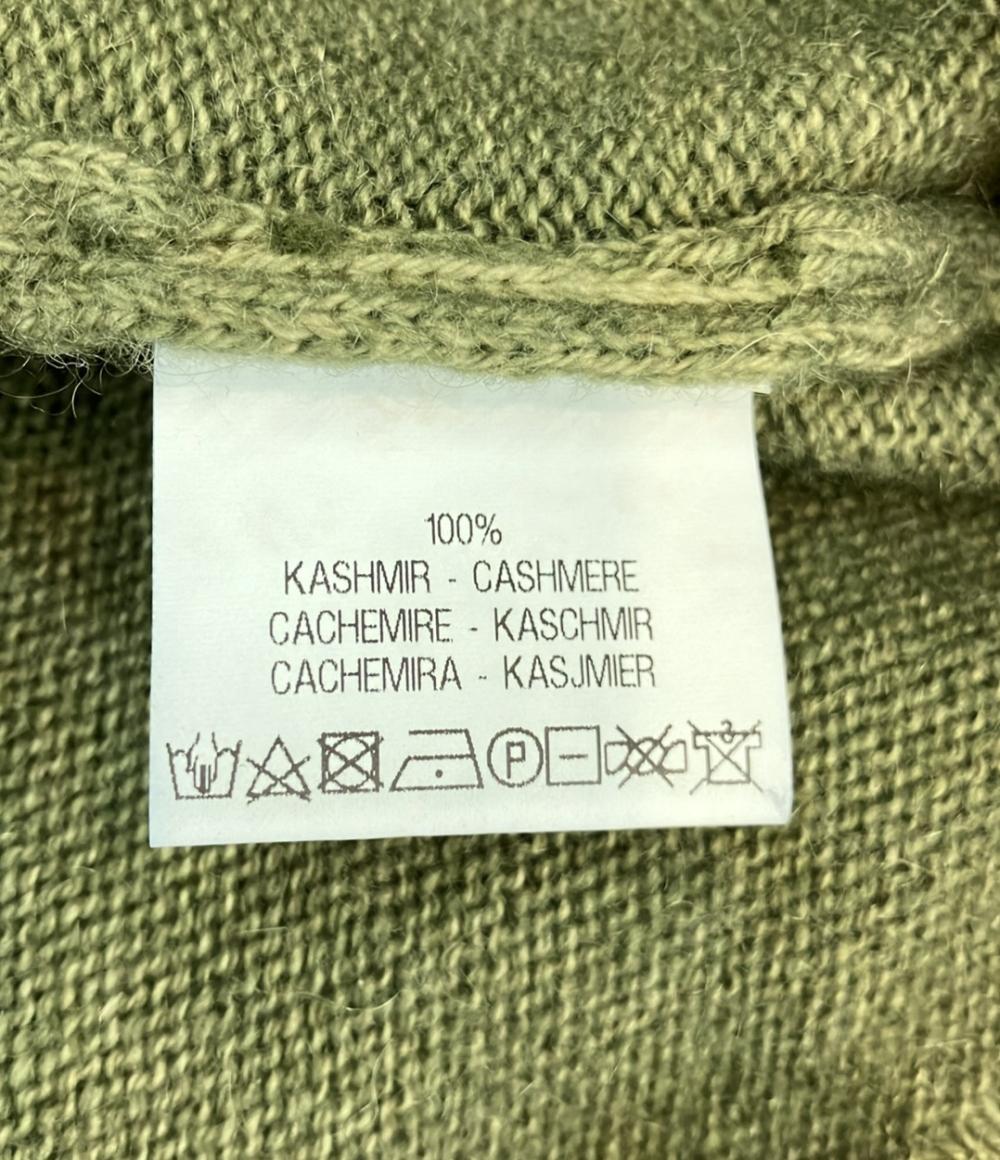 100%
KASHMIR - CASHMERE
CACHEMIRE - KASCHMIR
CACHEMIRA - KASJMIER
P